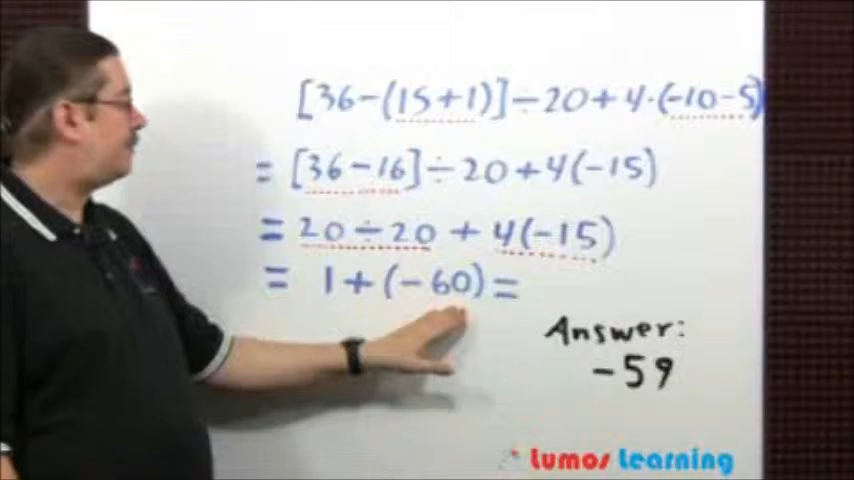 [36-(15+1)]÷20+4·(-10-5)
= [36-16]÷20+4(-15)
= 20÷20 + 4(-15)
= 1+(-60)=
Answer:
-59
Lumos Learning